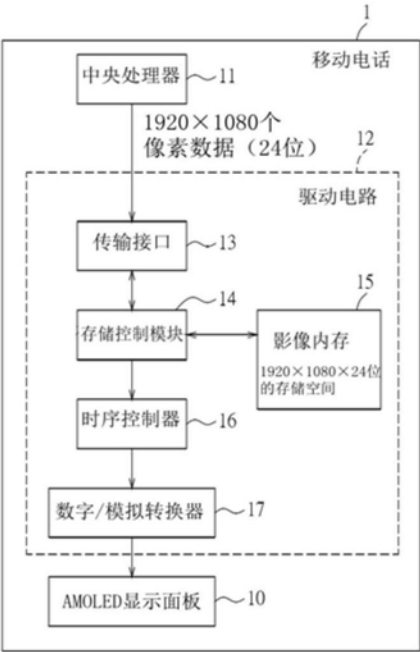 1
移动电话
中央处理器
11
1920×1080个
像素数据（24位）
12
驱动电路
传输接口
13
14
15
存储控制模块
影像内存
1920×1080×24位
的存储空间
时序控制器
16
数字/模拟转换器
17
AMOLED显示面板
10